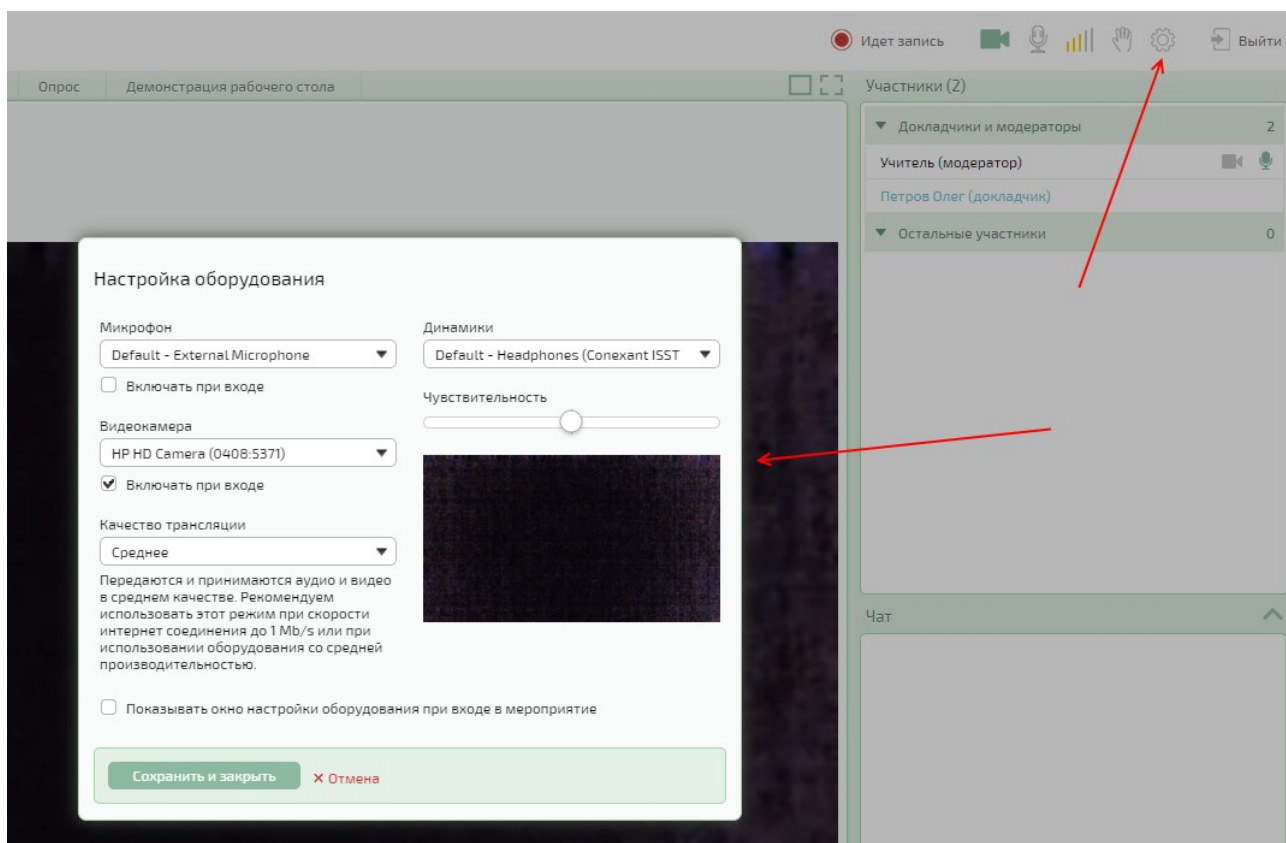 Идет запись
Выйти
Опрос
Демонстрация рабочего стола
Участники (2)
Докладчики и модераторы 2
Учитель (модератор)
Петров Олег (докладчик)
Остальные участники 0
Настройка оборудования
Микрофон
Default - External Microphone
Включать при входе
Видеокамера
HP HD Camera (0408:5371)
Включать при входе
Качество трансляции
Среднее
Передаются и принимаются аудио и видео
в среднем качестве. Рекомендуем
использовать этот режим при скорости
интернет соединения до 1 Mb/s или при
использовании оборудования со средней
производительностью.
Динамики
Default - Headphones (Conexant ISST
Чувствительность
Показывать окно настройки оборудования при входе в мероприятие
Сохранить и закрыть
Отмена
Чат